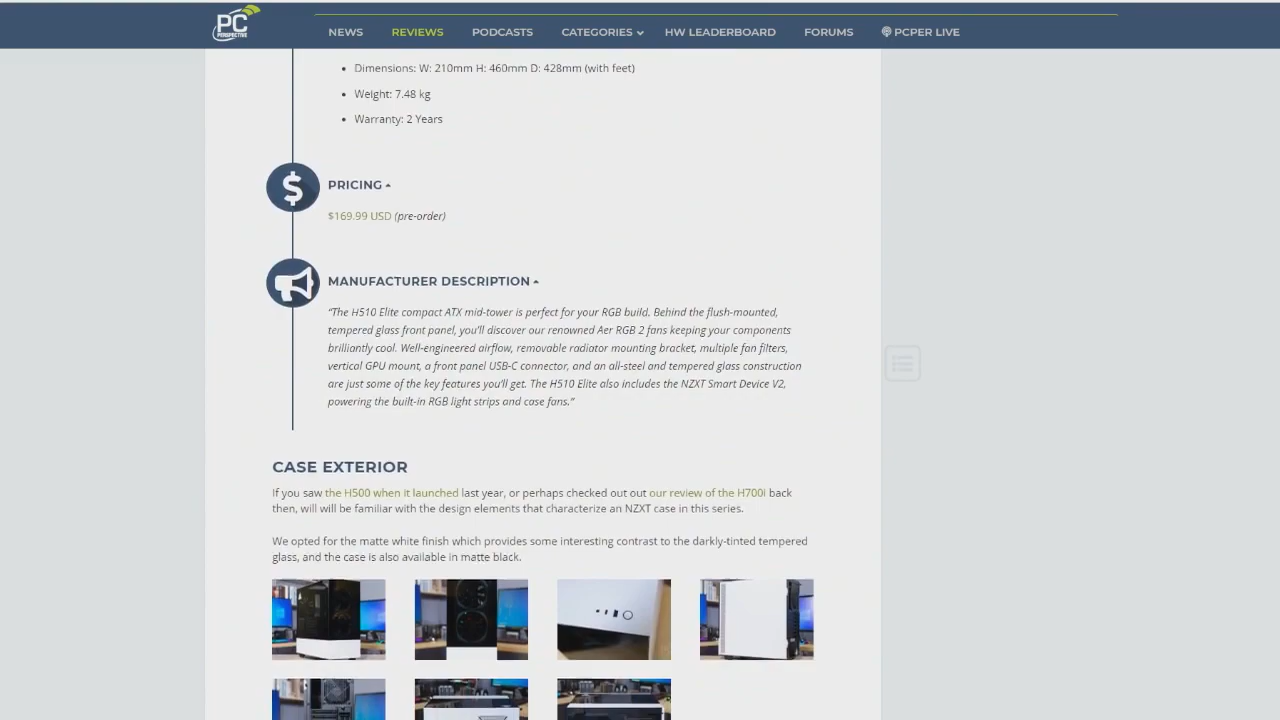 PC
PERSPECTIVE
NEWS REVIEWS PODCASTS CATEGORIES HW LEADERBOARD FORUMS PCPER LIVE
Dimensions: W: 210mm H: 460mm D: 428mm (with feet)
Weight: 7.48 kg
Warranty: 2 Years
PRICING
$169.99 USD (pre-order)
MANUFACTURER DESCRIPTION
“The H510 Elite compact ATX mid-tower is perfect for your RGB build. Behind the flush-mounted,
tempered glass front panel, you’ll discover our renowned Aer RGB 2 fans keeping your components
brilliantly cool. Well-engineered airflow, removable radiator mounting bracket, multiple fan filters,
vertical GPU mount, a front panel USB-C connector, and an all-steel and tempered glass construction
are just some of the key features you’ll get. The H510 Elite also includes the NZXT Smart Device V2,
powering the built-in RGB light strips and case fans.”
CASE EXTERIOR
If you saw the H500 when it launched last year, or perhaps checked out out our review of the H700i back
then, will will be familiar with the design elements that characterize an NZXT case in this series.
We opted for the matte white finish which provides some interesting contrast to the darkly-tinted tempered
glass, and the case is also available in matte black.